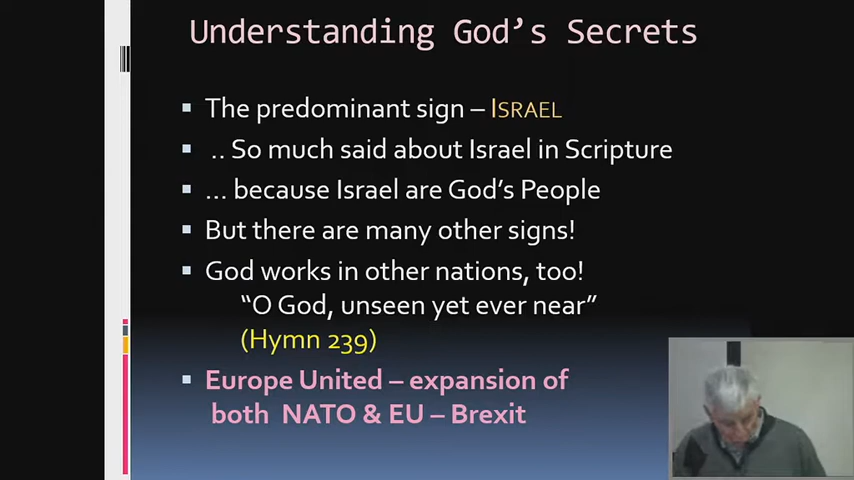 Understanding God's Secrets
The predominant sign – ISRAEL
.. So much said about Israel in Scripture
... because Israel are God's People
But there are many other signs!
God works in other nations, too!
“O God, unseen yet ever near”
(Hymn 239)
Europe United – expansion of
both NATO & EU – Brexit